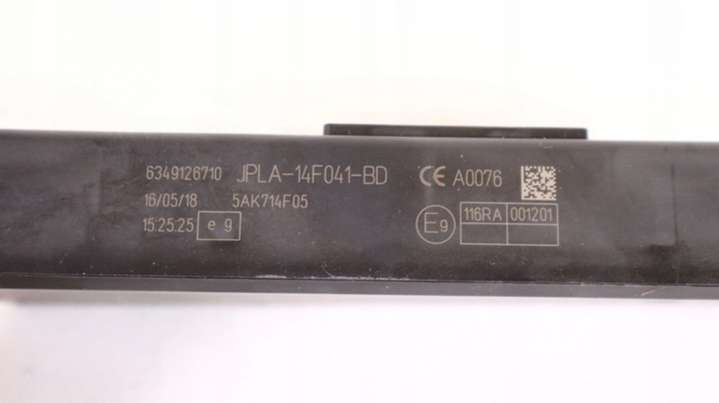 6349126710 JPLA-14F041-BD CE A0076
16/05/18 5AK714F05
15:25:25 e 9 E9 116RA 001201